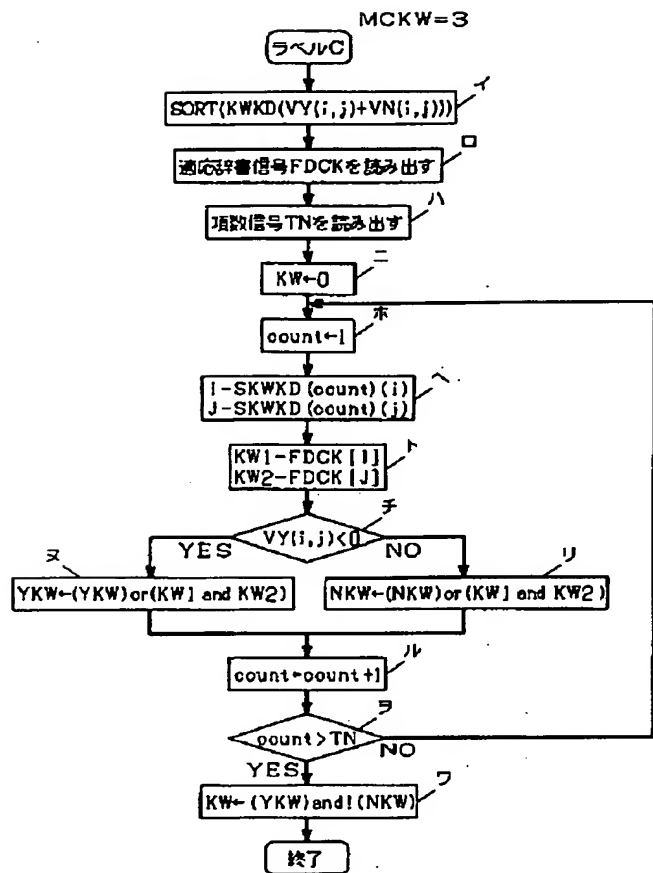 MCKW=3
ラベルC
イ
SORT(KWKD(VY(i,j)+VN(i,j)))
ロ
適応辞書信号FDCKを読み出す
ハ
項数信号TNを読み出す
ニ
KW←0
ホ
count←1
ヘ
I-SKWKD(count)(i)
J-SKWKD(count)(j)
ト
KW1-FDCK[I]
KW2-FDCK[J]
チ
VY(i,j)<0
YES
NO
ヌ
リ
YKW←(YKW)or(KW1 and KW2)
NKW←(NKW)or(KW1 and KW2)
ル
count←count+1
ヲ
count>TN
NO
YES
ワ
KW←(YKW)and!(NKW)
終了